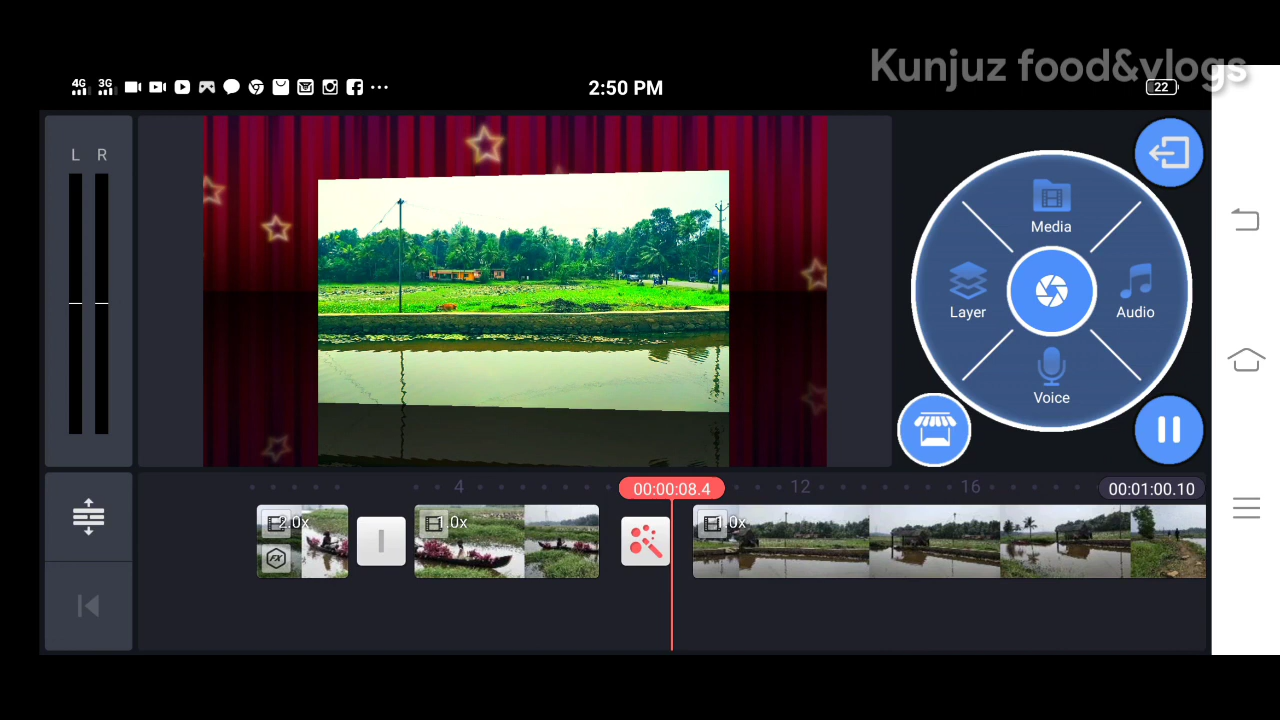 Kunjuz food&vlogs
4G 3G 2:50 PM 22
L R
Media
Layer
Audio
Voice
4 00:00:08.4 12 16 00:01:00.10
2.0x 1.0x 1.0x
FX